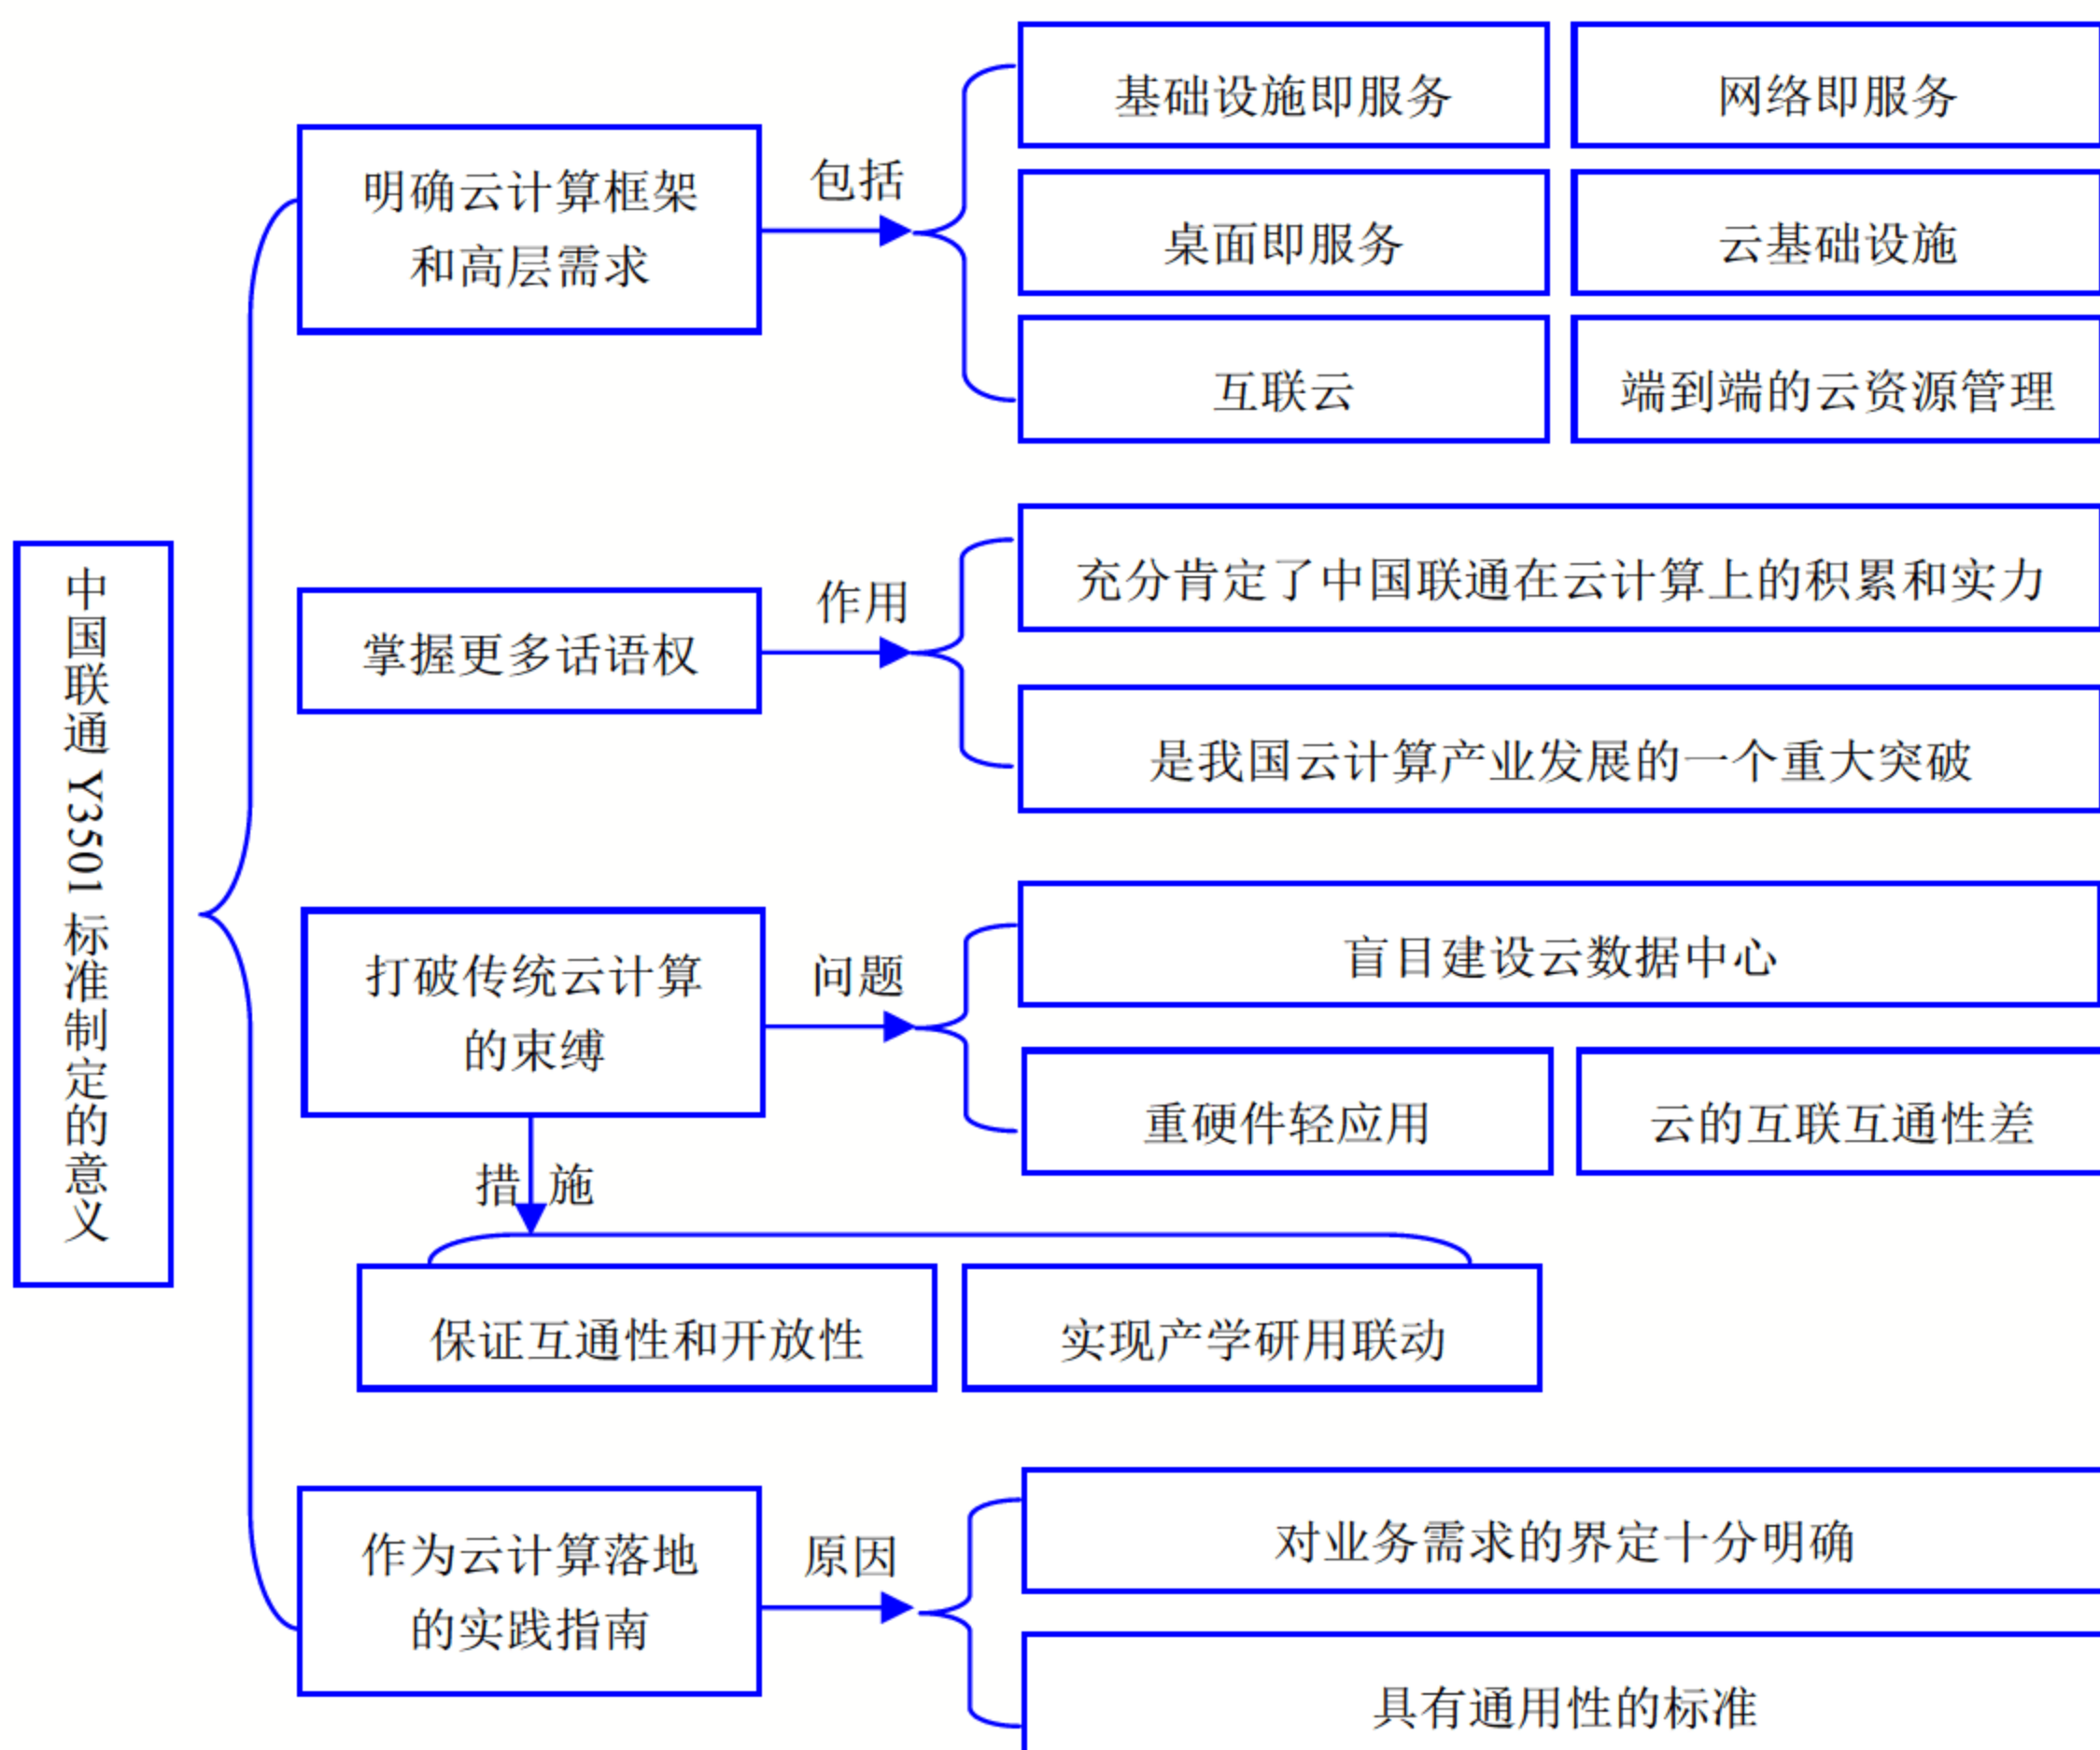 中国联通 Y3501 标准制定的意义
明确云计算框架
和高层需求
包括
基础设施即服务
网络即服务
桌面即服务
云基础设施
互联云
端到端的云资源管理
掌握更多话语权
作用
充分肯定了中国联通在云计算上的积累和实力
是我国云计算产业发展的一个重大突破
打破传统云计算
的束缚
问题
盲目建设云数据中心
重硬件轻应用
云的互联互通性差
措施
保证互通性和开放性
实现产学研用联动
作为云计算落地
的实践指南
原因
对业务需求的界定十分明确
具有通用性的标准